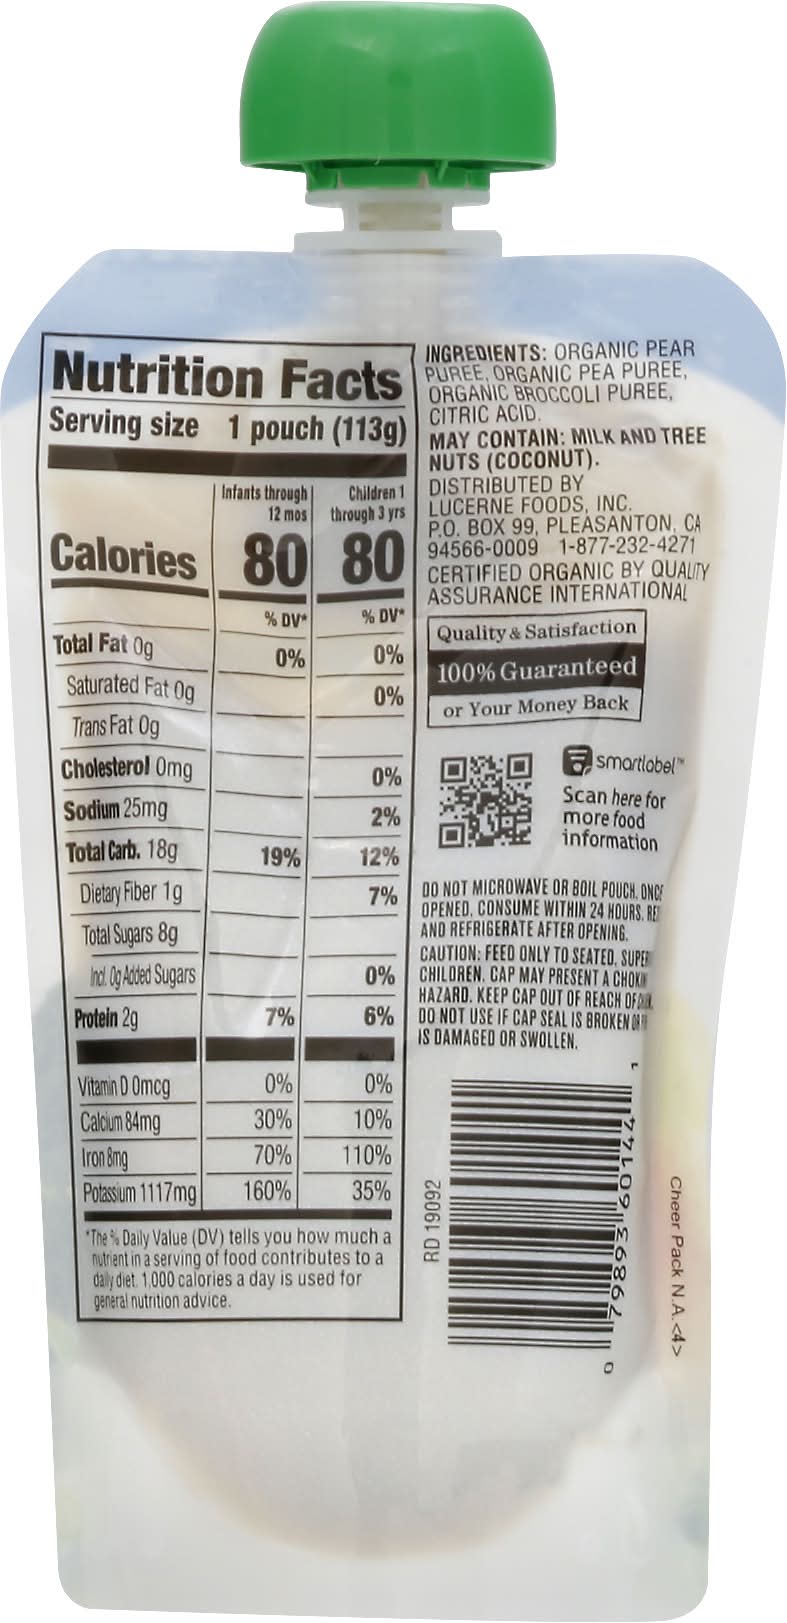 Nutrition Facts
Serving size 1 pouch (113g)
Infants through 12 mos
Children 1 through 3 yrs
Calories 80 80
% DV* % DV*
Total Fat 0g 0% 0%
Saturated Fat 0g 0%
Trans Fat 0g
Cholesterol 0mg 0%
Sodium 25mg 2%
Total Carb. 18g 19% 12%
Dietary Fiber 1g 7%
Total Sugars 8g
Incl. 0g Added Sugars 0%
Protein 2g 7% 6%
Vitamin D 0mcg 0% 0%
Calcium 84mg 30% 10%
Iron 8mg 70% 110%
Potassium 1117mg 160% 35%
*The % Daily Value (DV) tells you how much a
nutrient in a serving of food contributes to a
daily diet. 1,000 calories a day is used for
general nutrition advice.
INGREDIENTS: ORGANIC PEAR
PUREE, ORGANIC PEA PUREE,
ORGANIC BROCCOLI PUREE,
CITRIC ACID.
MAY CONTAIN: MILK AND TREE
NUTS (COCONUT).
DISTRIBUTED BY
LUCERNE FOODS, INC.
P.O. BOX 99, PLEASANTON, CA
94566-0009 1-877-232-4271
CERTIFIED ORGANIC BY QUALITY
ASSURANCE INTERNATIONAL
Quality & Satisfaction
100% Guaranteed
or Your Money Back
smartlabel™
Scan here for
more food
information
DO NOT MICROWAVE OR BOIL POUCH. ONCE
OPENED, CONSUME WITHIN 24 HOURS.
AND REFRIGERATE AFTER OPENING.
CAUTION: FEED ONLY TO SEATED,
CHILDREN. CAP MAY PRESENT A
HAZARD. KEEP CAP OUT OF REACH OF
DO NOT USE IF CAP SEAL IS BROKEN OR
IS DAMAGED OR SWOLLEN.
RD 19092
0 79893 60144 1
Cheer Pack N.A. <4>